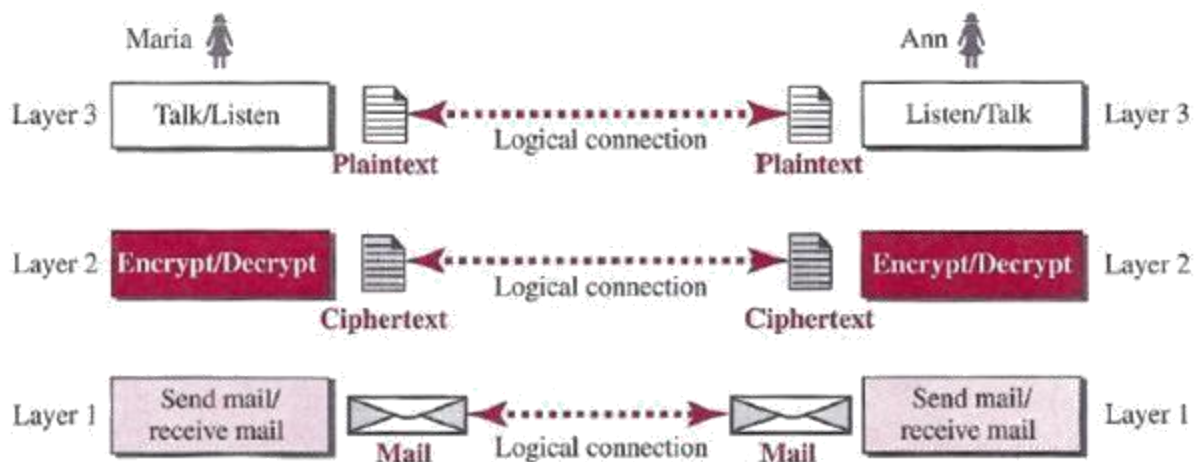 Maria
Ann
Layer 3
Talk/Listen
Plaintext
Logical connection
Plaintext
Listen/Talk
Layer 3
Layer 2
Encrypt/Decrypt
Ciphertext
Logical connection
Ciphertext
Encrypt/Decrypt
Layer 2
Layer 1
Send mail/
receive mail
Mail
Logical connection
Mail
Send mail/
receive mail
Layer 1